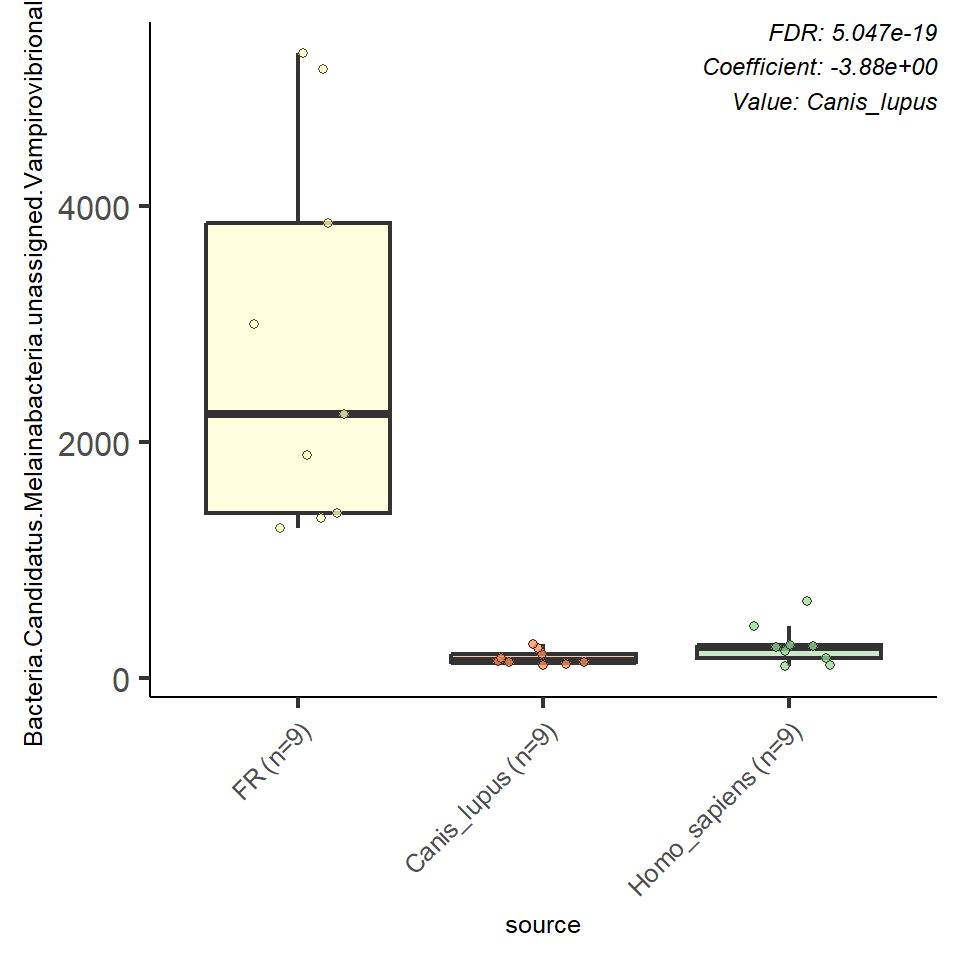 FDR: 5.047e-19
Coefficient: -3.88e+00
Value: Canis_lupus
Bacteria.Candidatus.Melainabacteria.unassigned.Vampirovibrional
4000
2000
0
FR (n=9)
Canis_lupus (n=9)
Homo_sapiens (n=9)
source